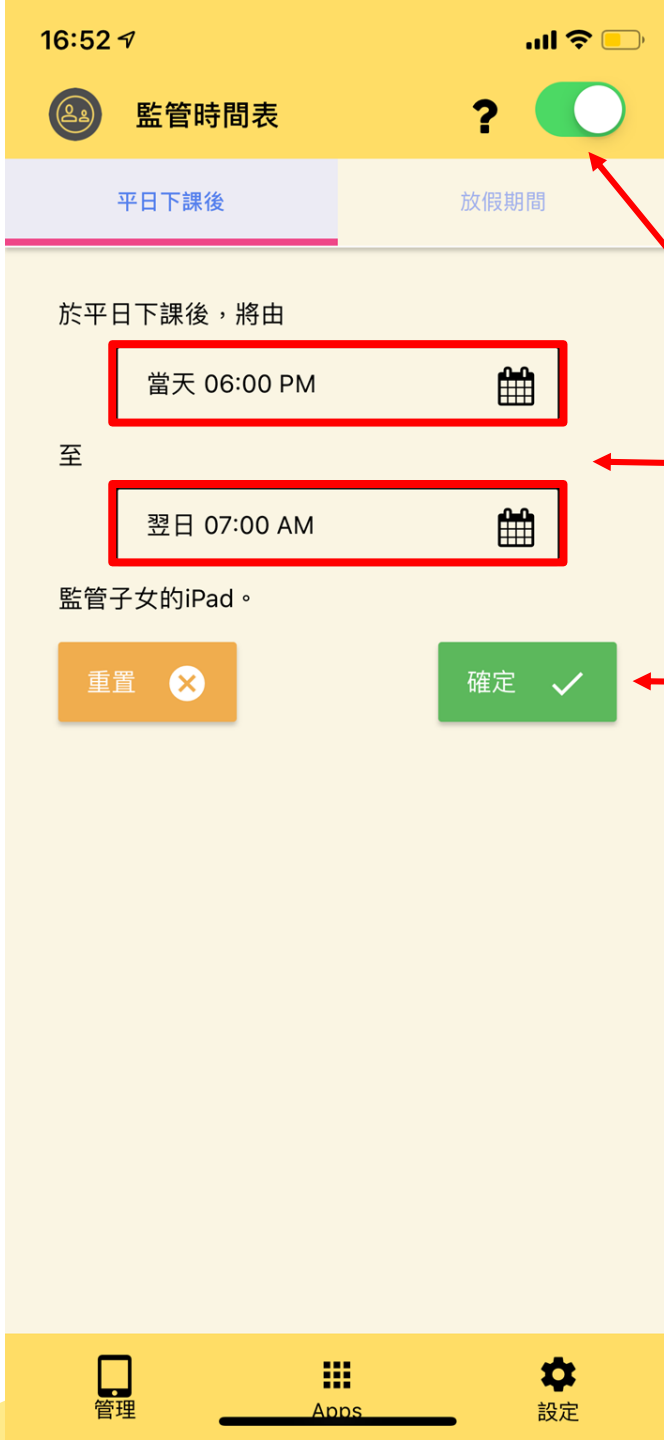 16:52
監管時間表
?
平日下課後
放假期間
於平日下課後，將由
當天 06:00 PM
至
翌日 07:00 AM
監管子女的iPad。
重置
確定
管理
Apps
設定